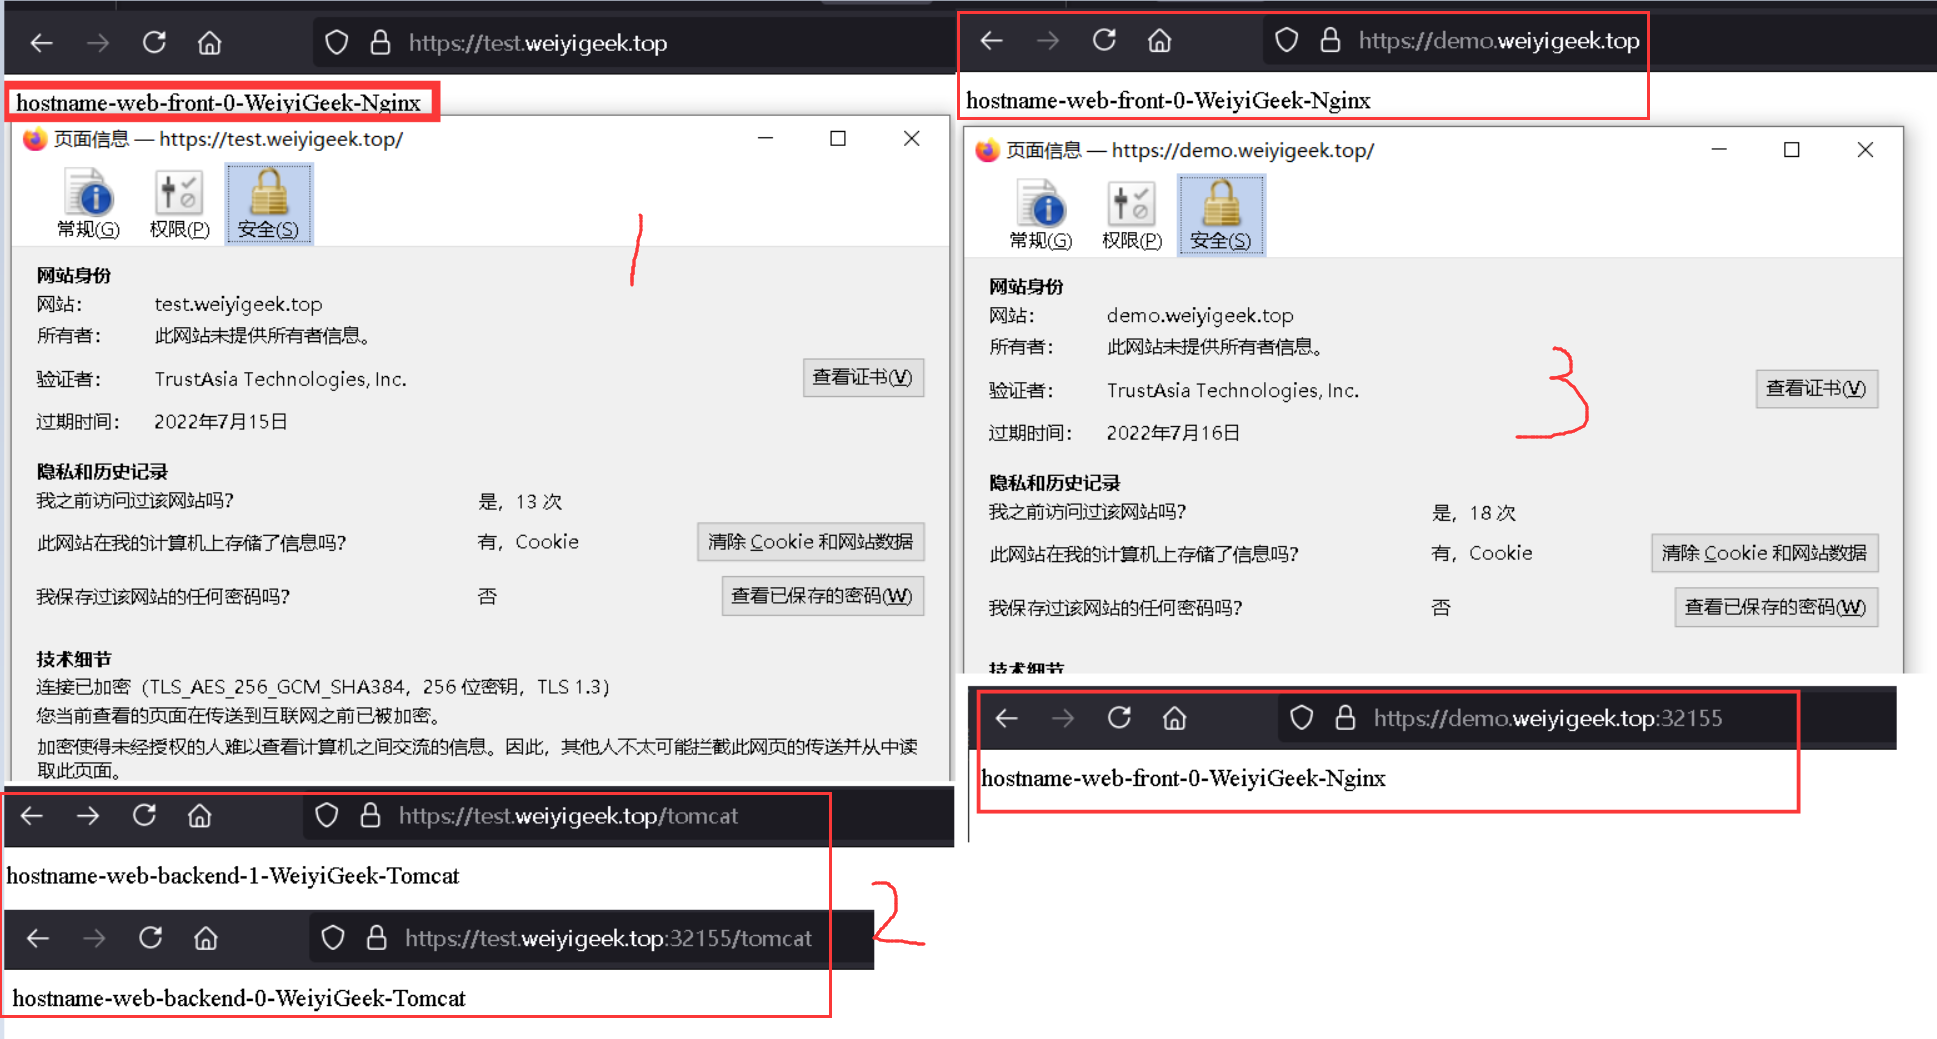 https://test.weiyigeek.top
hostname-web-front-0-WeiyiGeek-Nginx
页面信息 — https://test.weiyigeek.top/
常规(G) 权限(P) 安全(S)
1
网站身份
网站: test.weiyigeek.top
所有者: 此网站未提供所有者信息。
验证者: TrustAsia Technologies, Inc. 查看证书(V)
过期时间: 2022年7月15日
隐私和历史记录
我之前访问过该网站吗? 是，13 次
此网站在我的计算机上存储了信息吗? 有，Cookie 清除 Cookie 和网站数据
我保存过该网站的任何密码吗? 否 查看已保存的密码(W)
技术细节
连接已加密（TLS_AES_256_GCM_SHA384，256 位密钥，TLS 1.3）
您当前查看的页面在传送到互联网之前已被加密。
加密使得未经授权的人难以查看计算机之间交流的信息。因此，其他人不太可能拦截此网页的传送并从中读
取此页面。
https://test.weiyigeek.top/tomcat
hostname-web-backend-1-WeiyiGeek-Tomcat
2
https://test.weiyigeek.top:32155/tomcat
hostname-web-backend-0-WeiyiGeek-Tomcat
https://demo.weiyigeek.top
hostname-web-front-0-WeiyiGeek-Nginx
页面信息 — https://demo.weiyigeek.top/
常规(G) 权限(P) 安全(S)
网站身份
网站: demo.weiyigeek.top
所有者: 此网站未提供所有者信息。
3
验证者: TrustAsia Technologies, Inc. 查看证书(V)
过期时间: 2022年7月16日
隐私和历史记录
我之前访问过该网站吗? 是，18 次
此网站在我的计算机上存储了信息吗? 有，Cookie 清除 Cookie 和网站数据
我保存过该网站的任何密码吗? 否 查看已保存的密码(W)
技术细节
https://demo.weiyigeek.top:32155
hostname-web-front-0-WeiyiGeek-Nginx